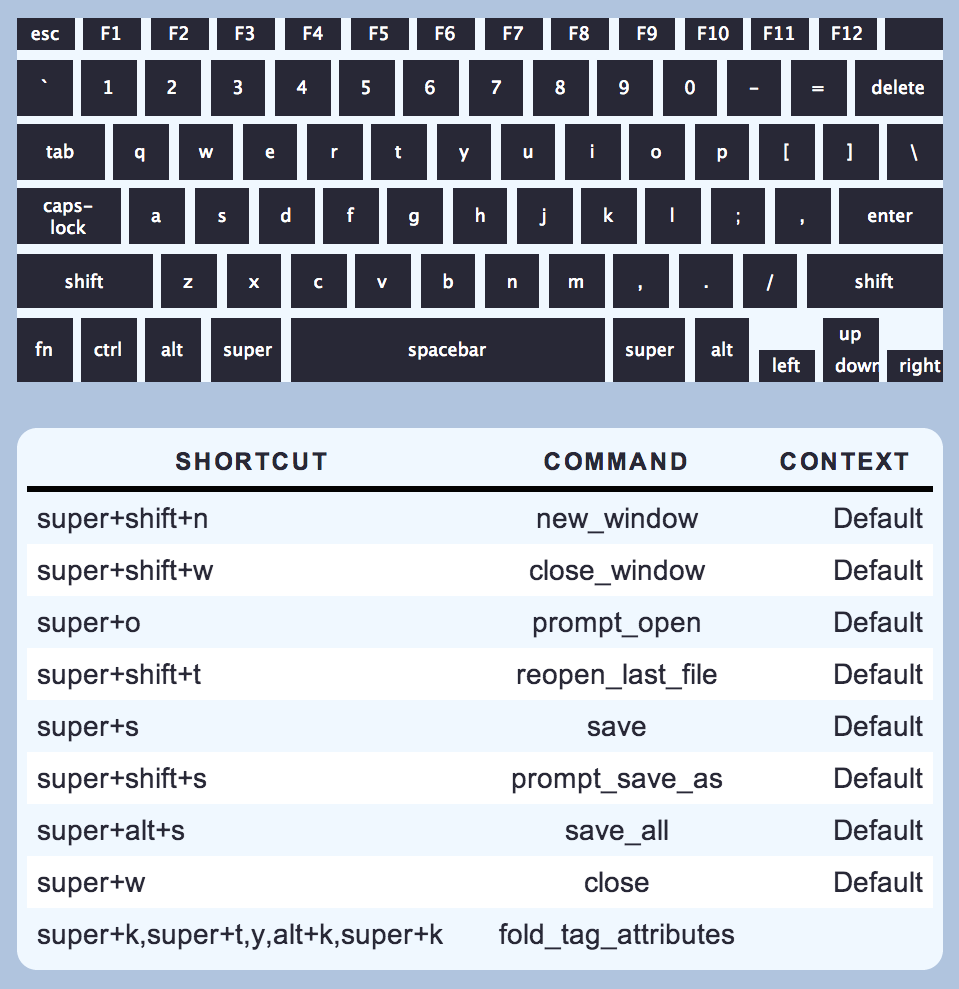 esc F1 F2 F3 F4 F5 F6 F7 F8 F9 F10 F11 F12
` 1 2 3 4 5 6 7 8 9 0 - = delete
tab q w e r t y u i o p [ ] \
caps-
lock a s d f g h j k l ; , enter
shift z x c v b n m , . / shift
fn ctrl alt super spacebar super alt left up down right
SHORTCUT COMMAND CONTEXT
super+shift+n new_window Default
super+shift+w close_window Default
super+o prompt_open Default
super+shift+t reopen_last_file Default
super+s save Default
super+shift+s prompt_save_as Default
super+alt+s save_all Default
super+w close Default
super+k,super+t,y,alt+k,super+k fold_tag_attributes